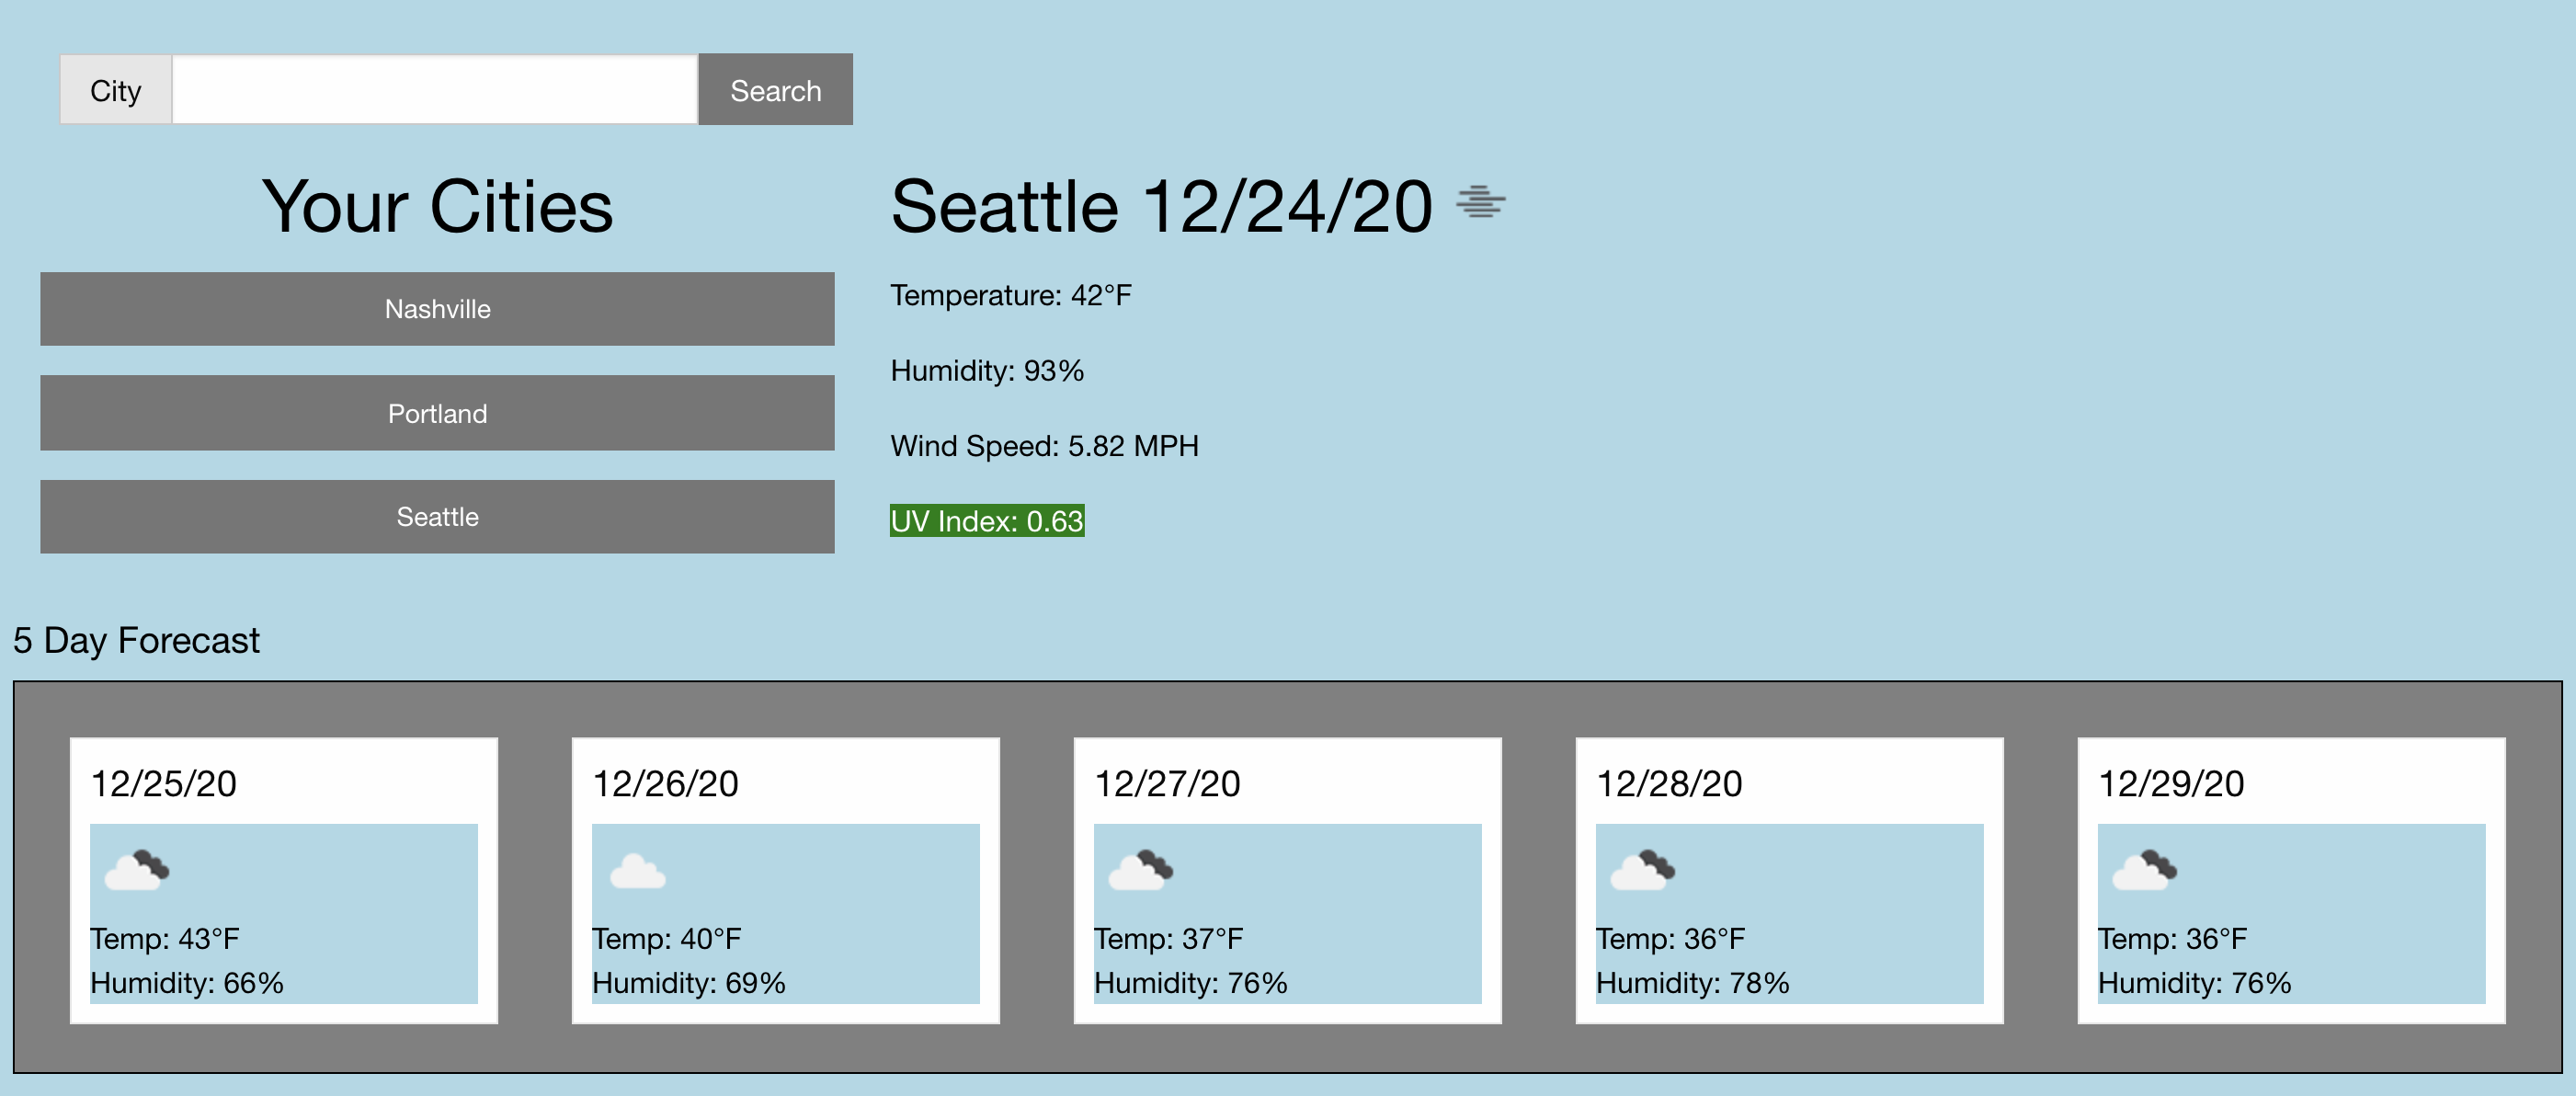 City
Search
Your Cities
Nashville
Portland
Seattle
Seattle 12/24/20
Temperature: 42°F
Humidity: 93%
Wind Speed: 5.82 MPH
UV Index: 0.63
5 Day Forecast
12/25/20
Temp: 43°F
Humidity: 66%
12/26/20
Temp: 40°F
Humidity: 69%
12/27/20
Temp: 37°F
Humidity: 76%
12/28/20
Temp: 36°F
Humidity: 78%
12/29/20
Temp: 36°F
Humidity: 76%